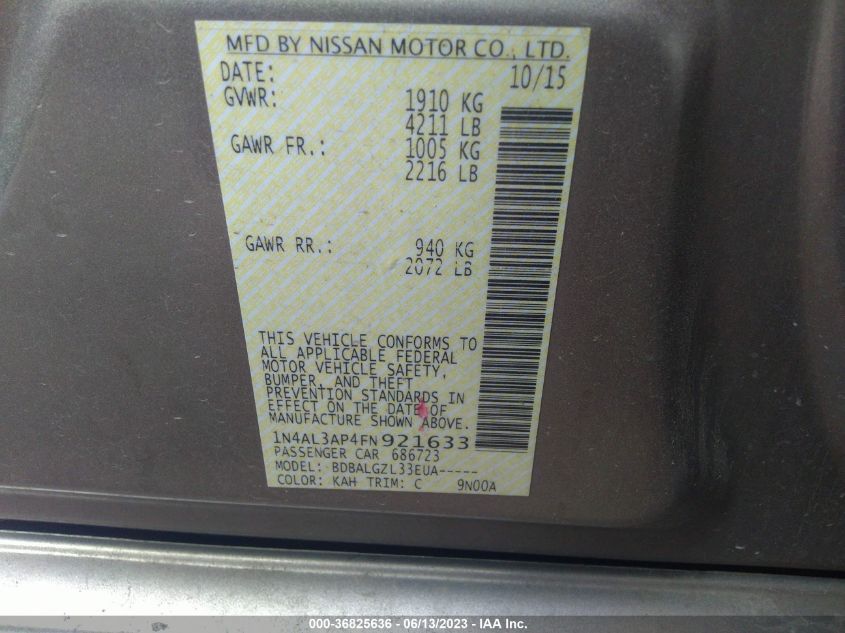 MFD BY NISSAN MOTOR CO., LTD.
DATE: 10/15
GVWR: 1910 KG
4211 LB
GAWR FR.: 1005 KG
2216 LB
GAWR RR.: 940 KG
2072 LB
THIS VEHICLE CONFORMS TO
ALL APPLICABLE FEDERAL
MOTOR VEHICLE SAFETY,
BUMPER, AND THEFT
PREVENTION STANDARDS IN
EFFECT ON THE DATE OF
MANUFACTURE SHOWN ABOVE.
1N4AL3AP4FN921633
PASSENGER CAR 686723
MODEL: BDBALGZL33EUA-----
COLOR: KAH TRIM: C 9N00A
000-36825636 - 06/13/2023 - IAA Inc.